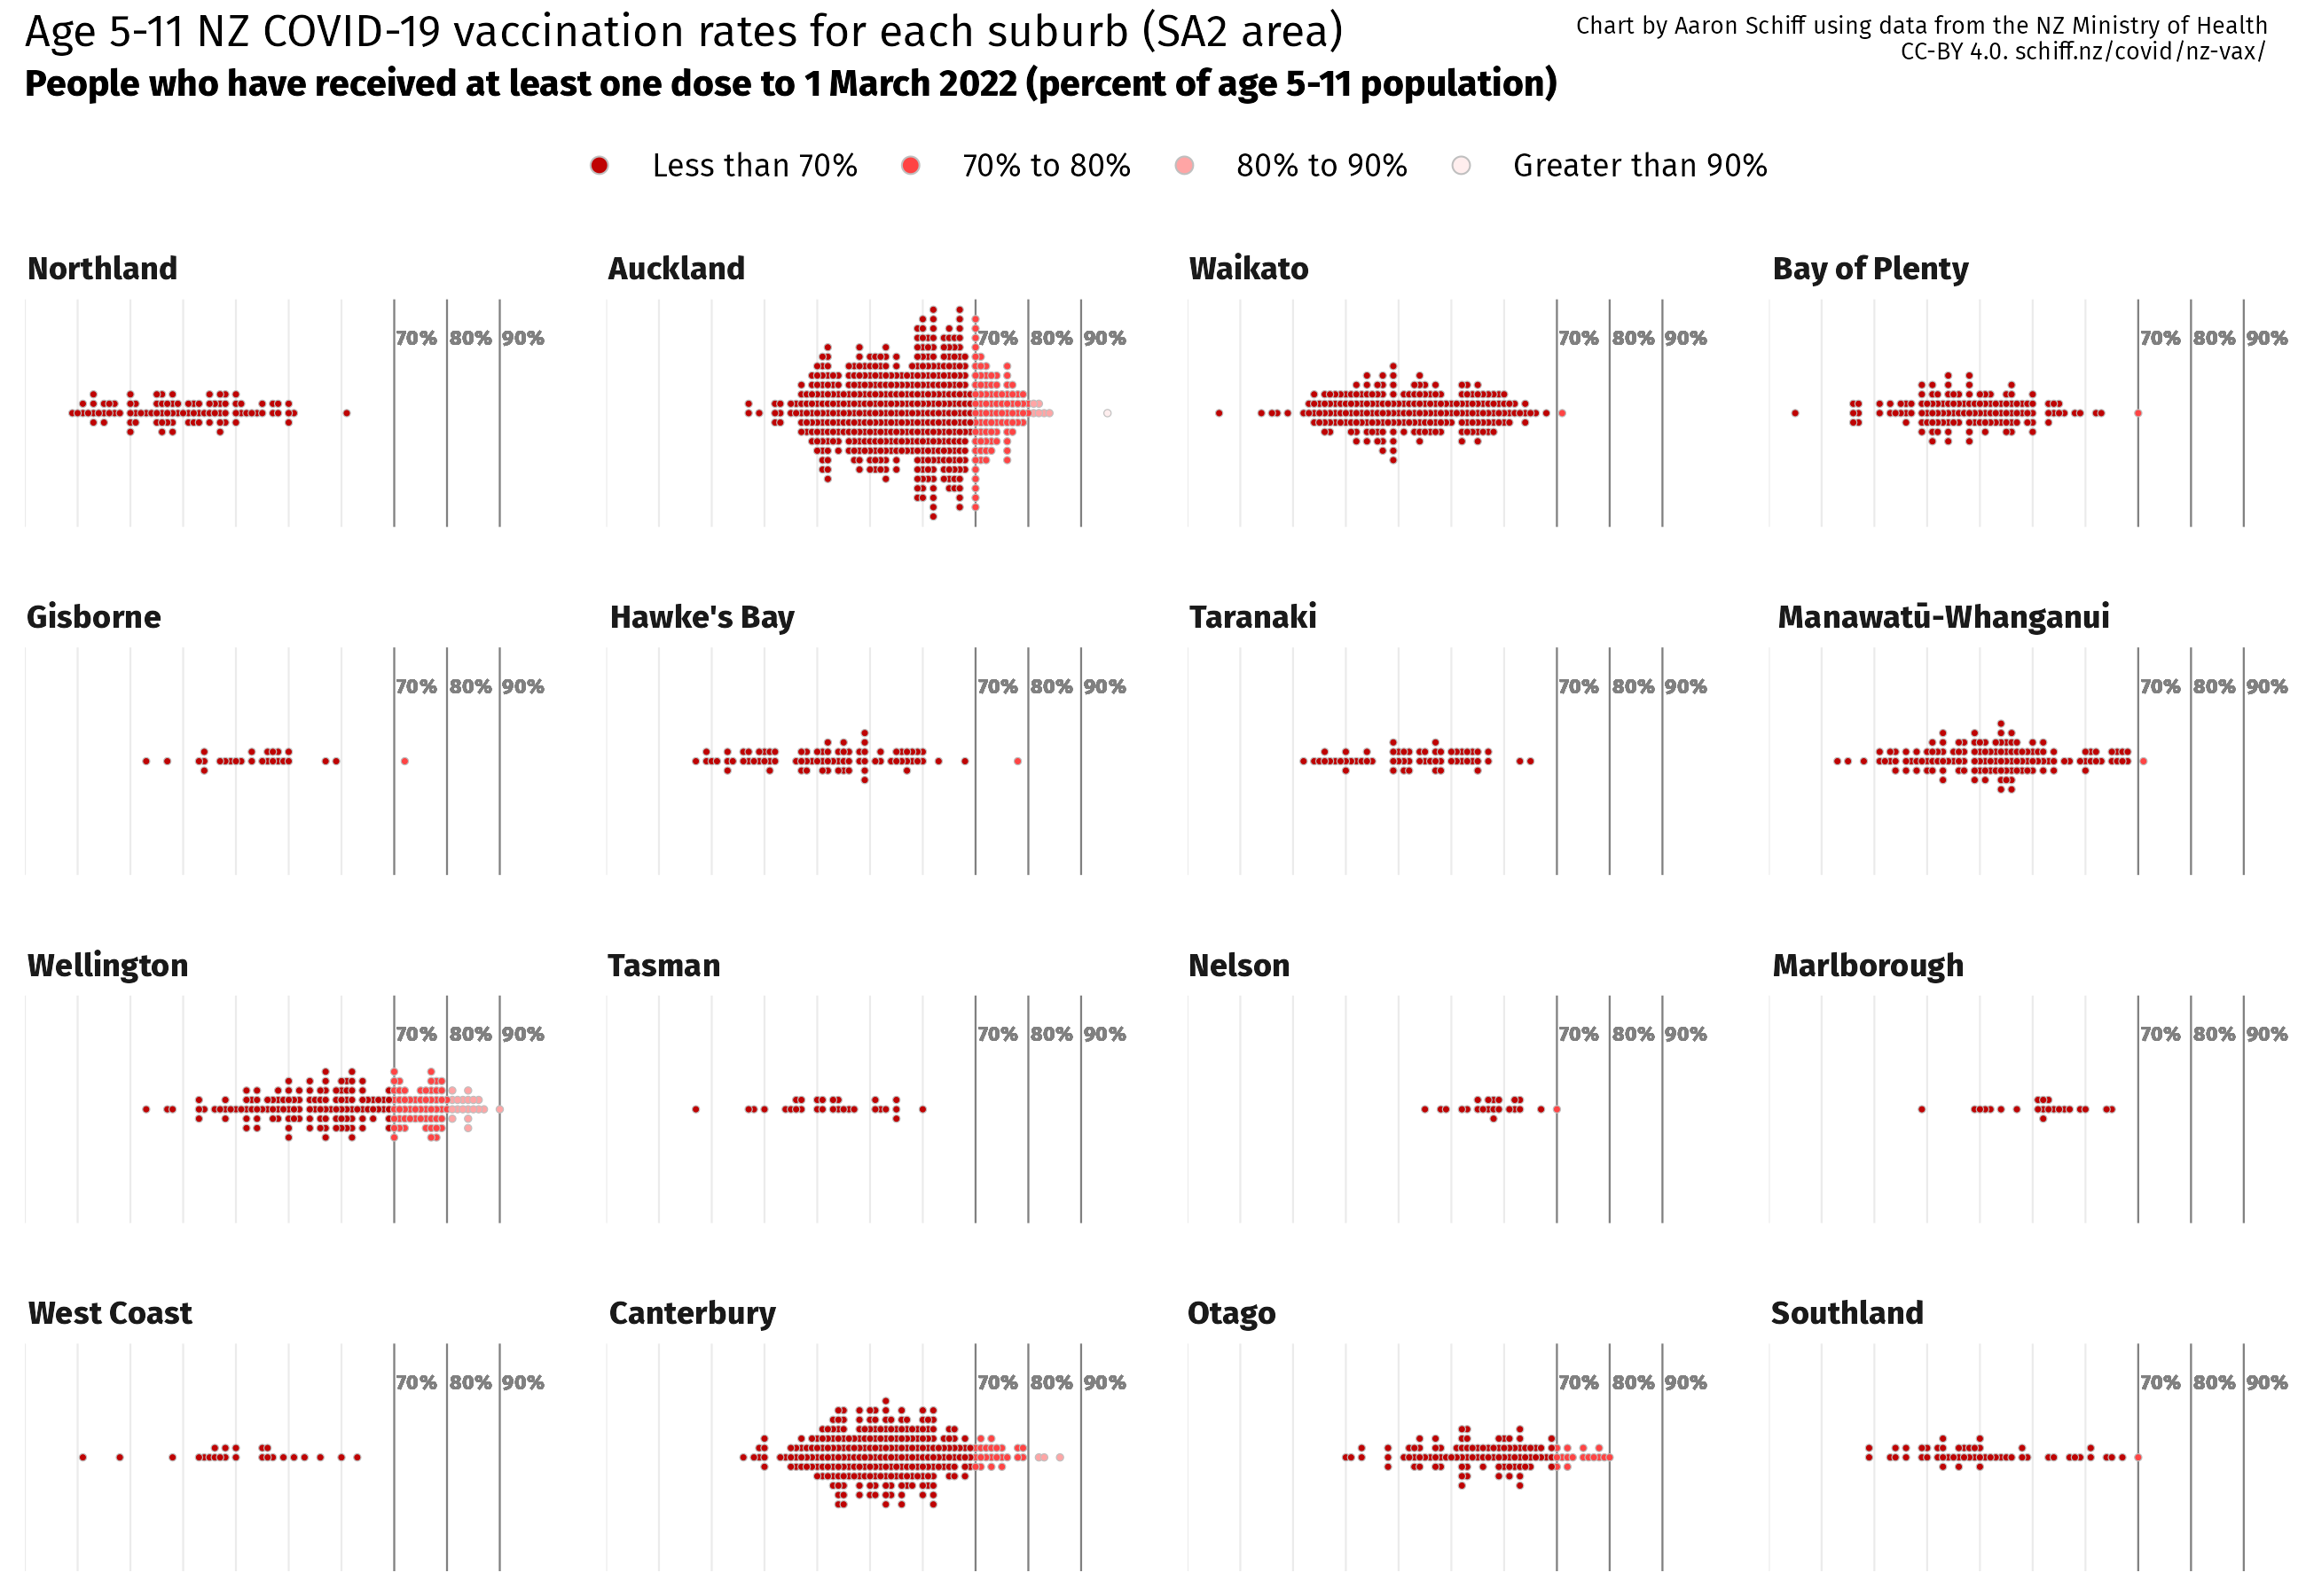 Age 5-11 NZ COVID-19 vaccination rates for each suburb (SA2 area)
People who have received at least one dose to 1 March 2022 (percent of age 5-11 population)
Chart by Aaron Schiff using data from the NZ Ministry of Health
CC-BY 4.0. schiff.nz/covid/nz-vax/
Less than 70% 70% to 80% 80% to 90% Greater than 90%
Northland Auckland Waikato Bay of Plenty
70% 80% 90% 70% 80% 90% 70% 80% 90% 70% 80% 90%
Gisborne Hawke's Bay Taranaki Manawatū-Whanganui
70% 80% 90% 70% 80% 90% 70% 80% 90% 70% 80% 90%
Wellington Tasman Nelson Marlborough
70% 80% 90% 70% 80% 90% 70% 80% 90% 70% 80% 90%
West Coast Canterbury Otago Southland
70% 80% 90% 70% 80% 90% 70% 80% 90% 70% 80% 90%